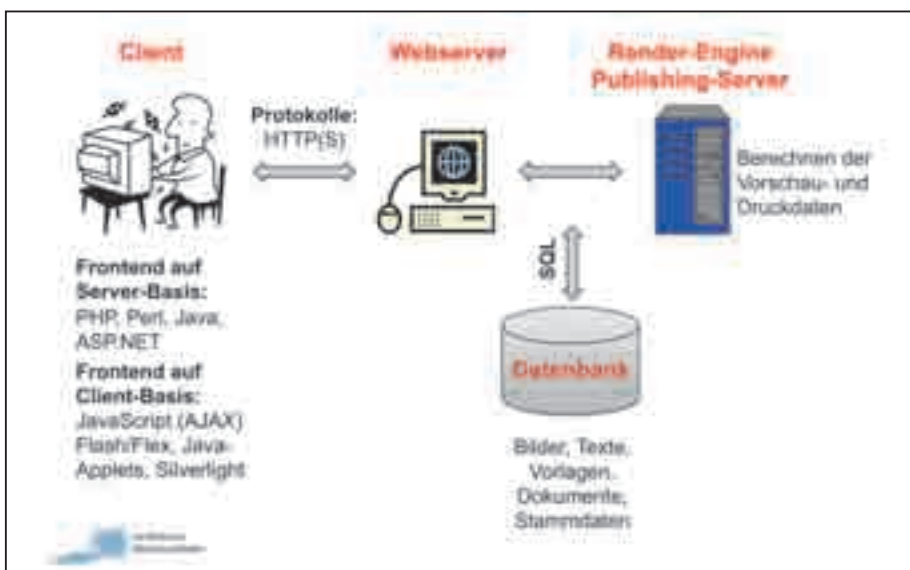 Client
Webserver
Render-Engine
Publishing-Server
Protokolle:
HTTP(S)
Berechnen der
Vorschau- und
Druckdaten
Frontend auf
Server-Basis:
PHP, Perl, Java,
ASP.NET
Frontend auf
Client-Basis:
JavaScript (AJAX)
Flash/Flex, Java-
Applets, Silverlight
SQL
Datenbank
Bilder, Texte,
Vorlagen,
Dokumente,
Stammdaten